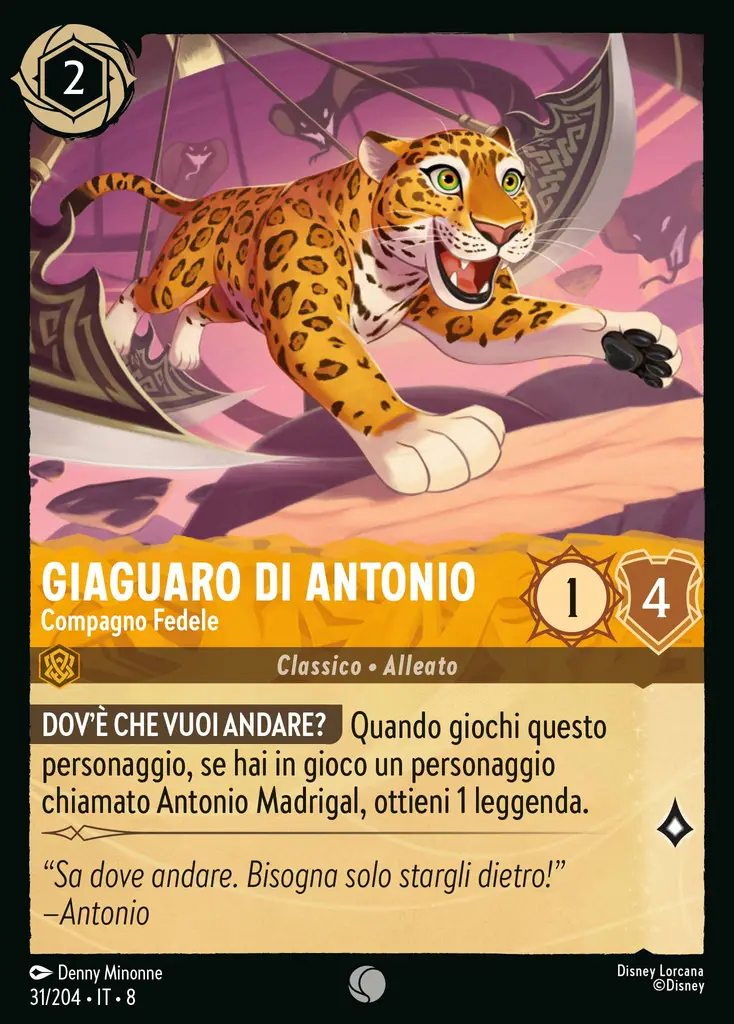 2
GIAGUARO DI ANTONIO
Compagno Fedele
1
4
Classico • Alleato
DOV'È CHE VUOI ANDARE? Quando giochi questo
personaggio, se hai in gioco un personaggio
chiamato Antonio Madrigal, ottieni 1 leggenda.
“Sa dove andare. Bisogna solo stargli dietro!”
–Antonio
Denny Minonne
31/204 • IT • 8
Disney Lorcana
©Disney